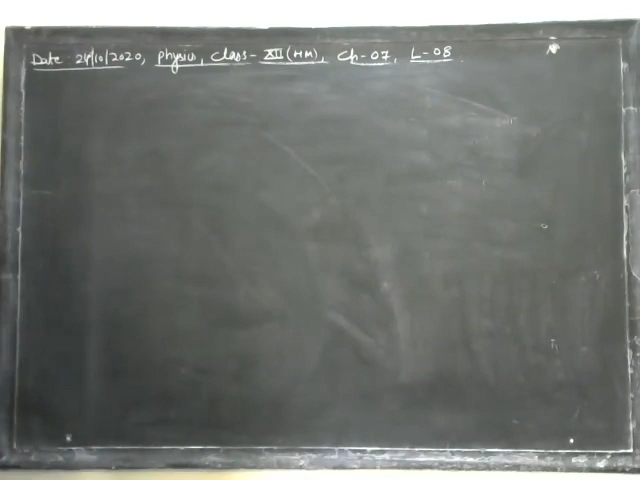 Date 24/10/2020, Physics, Class- XII (HM), Ch-07, L-08